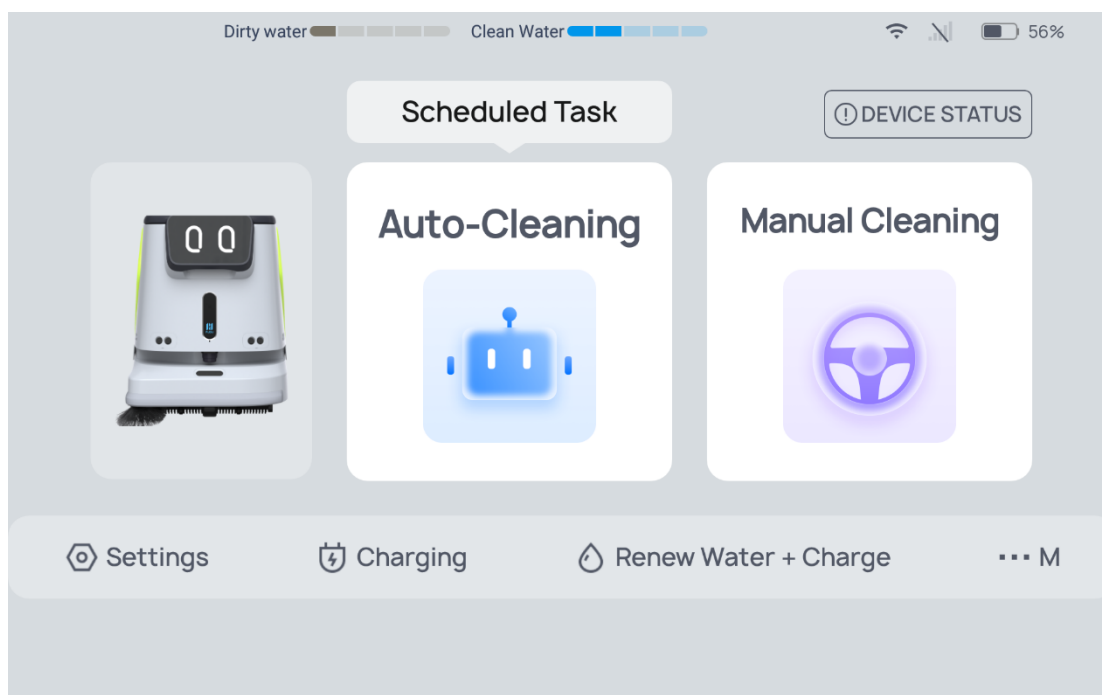 Dirty water Clean Water 56%
Scheduled Task
DEVICE STATUS
Auto-Cleaning
Manual Cleaning
Settings
Charging
Renew Water + Charge
··· M